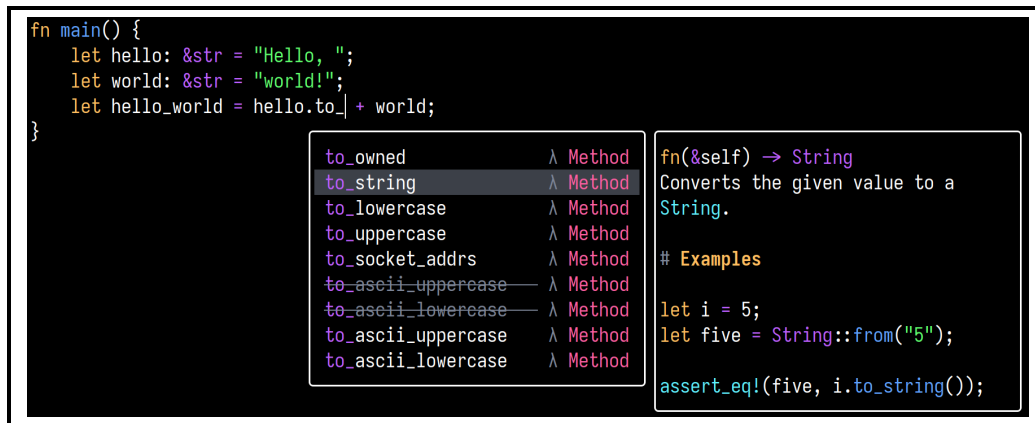 fn main() {
    let hello: &str = "Hello, ";
    let world: &str = "world!";
    let hello_world = hello.to_ + world;
}
to_owned λ Method
to_string λ Method
to_lowercase λ Method
to_uppercase λ Method
to_socket_addrs λ Method
to_ascii_uppercase λ Method
to_ascii_lowercase λ Method
to_ascii_uppercase λ Method
to_ascii_lowercase λ Method
fn(&self) → String
Converts the given value to a
String.
# Examples
let i = 5;
let five = String::from("5");
assert_eq!(five, i.to_string());